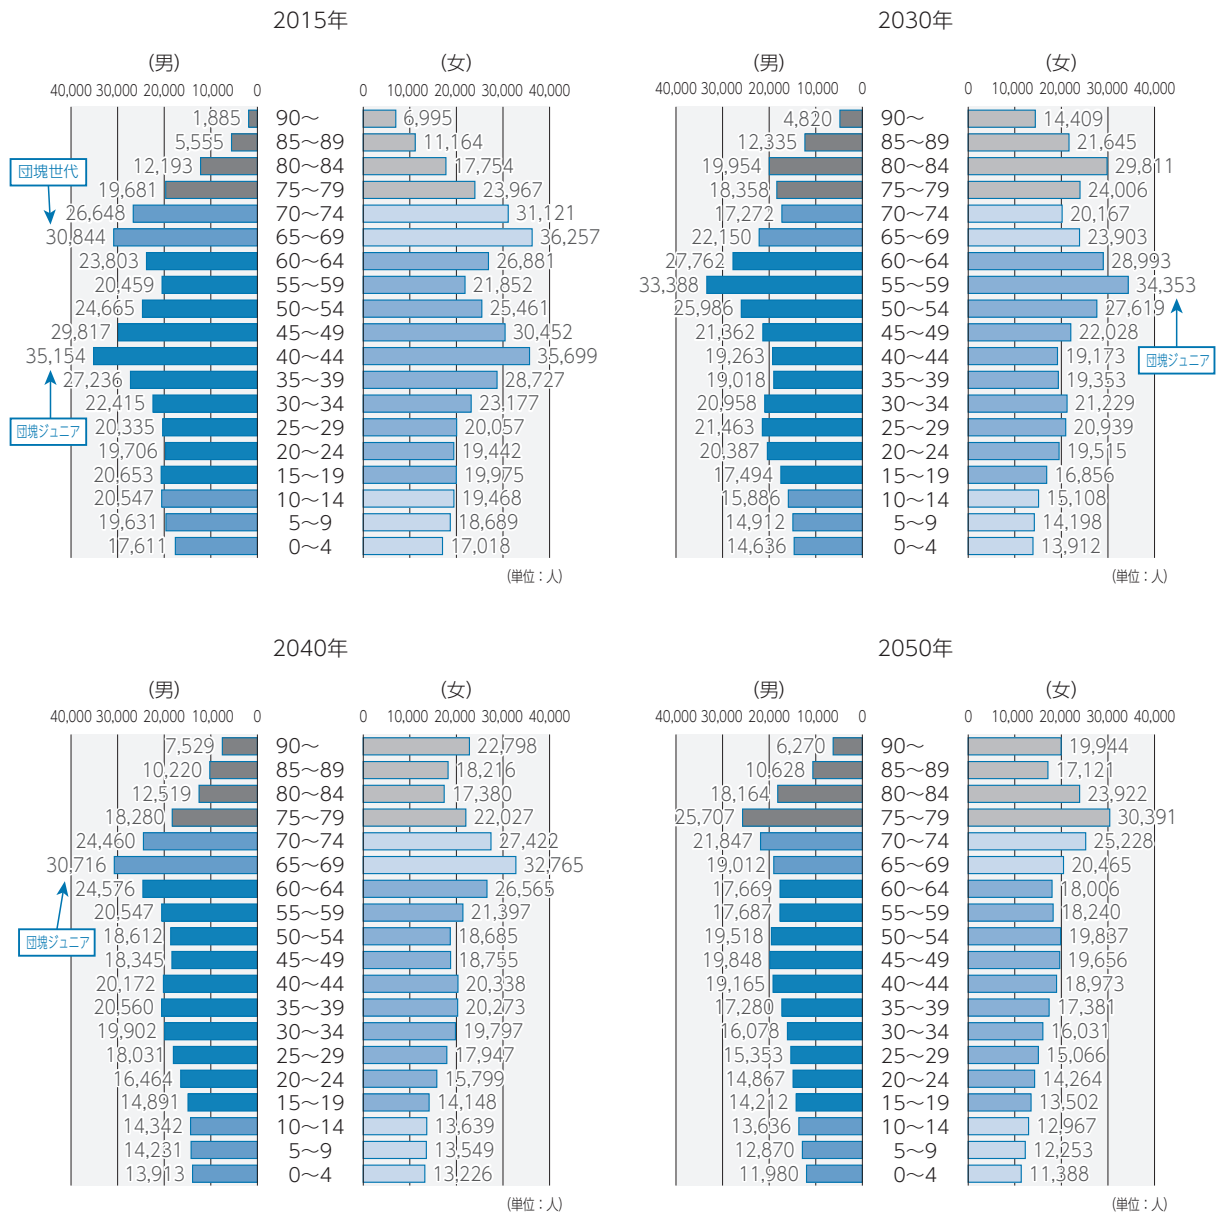 2015年
(男) (女)
40,000 30,000 20,000 10,000 0 0 10,000 20,000 30,000 40,000
1,885 90～ 6,995
5,555 85～89 11,164
12,193 80～84 17,754
団塊世代
19,681 75～79 23,967
26,648 70～74 31,121
30,844 65～69 36,257
23,803 60～64 26,881
20,459 55～59 21,852
24,665 50～54 25,461
29,817 45～49 30,452
35,154 40～44 35,699
27,236 35～39 28,727
22,415 30～34 23,177
団塊ジュニア
20,335 25～29 20,057
19,706 20～24 19,442
20,653 15～19 19,975
20,547 10～14 19,468
19,631 5～9 18,689
17,611 0～4 17,018
(単位：人)
2030年
(男) (女)
40,000 30,000 20,000 10,000 0 0 10,000 20,000 30,000 40,000
4,820 90～ 14,409
12,335 85～89 21,645
19,954 80～84 29,811
18,358 75～79 24,006
17,272 70～74 20,167
22,150 65～69 23,903
27,762 60～64 28,993
33,388 55～59 34,353
25,986 50～54 27,619
21,362 45～49 22,028
19,263 40～44 19,173
団塊ジュニア
19,018 35～39 19,353
20,958 30～34 21,229
21,463 25～29 20,939
20,387 20～24 19,515
17,494 15～19 16,856
15,886 10～14 15,108
14,912 5～9 14,198
14,636 0～4 13,912
(単位：人)
2040年
(男) (女)
40,000 30,000 20,000 10,000 0 0 10,000 20,000 30,000 40,000
7,529 90～ 22,798
10,220 85～89 18,216
12,519 80～84 17,380
18,280 75～79 22,027
24,460 70～74 27,422
30,716 65～69 32,765
24,576 60～64 26,565
20,547 55～59 21,397
18,612 50～54 18,685
団塊ジュニア
18,345 45～49 18,755
20,172 40～44 20,338
20,560 35～39 20,273
19,902 30～34 19,797
18,031 25～29 17,947
16,464 20～24 15,799
14,891 15～19 14,148
14,342 10～14 13,639
14,231 5～9 13,549
13,913 0～4 13,226
(単位：人)
2050年
(男) (女)
40,000 30,000 20,000 10,000 0 0 10,000 20,000 30,000 40,000
6,270 90～ 19,944
10,628 85～89 17,121
18,164 80～84 23,922
25,707 75～79 30,391
21,847 70～74 25,228
19,012 65～69 20,465
17,669 60～64 18,006
17,687 55～59 18,240
19,518 50～54 19,837
19,848 45～49 19,656
19,165 40～44 18,973
17,280 35～39 17,381
16,078 30～34 16,031
15,353 25～29 15,066
14,867 20～24 14,264
14,212 15～19 13,502
13,636 10～14 12,967
12,870 5～9 12,253
11,980 0～4 11,388
(単位：人)